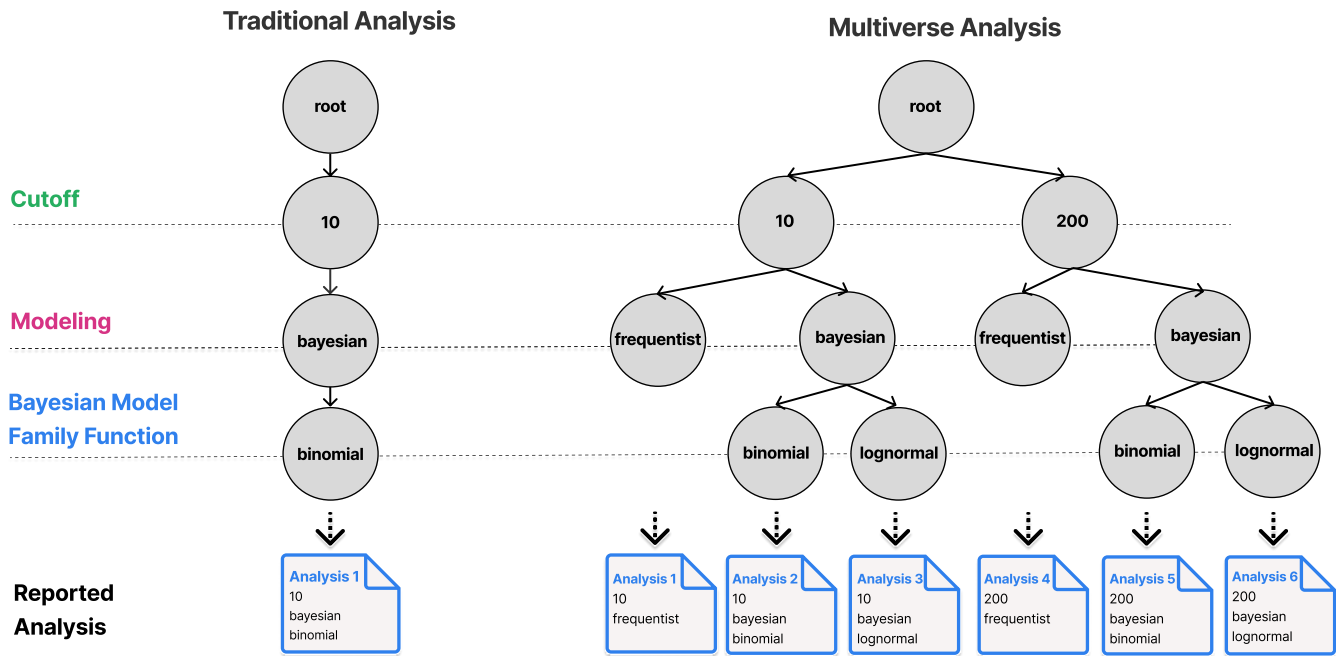 Traditional Analysis
Multiverse Analysis
root
root
Cutoff
10
10
200
Modeling
bayesian
frequentist
bayesian
frequentist
bayesian
Bayesian Model
Family Function
binomial
binomial
lognormal
binomial
lognormal
Reported
Analysis
Analysis 1
10
bayesian
binomial
Analysis 1
10
frequentist
Analysis 2
10
bayesian
binomial
Analysis 3
10
bayesian
lognormal
Analysis 4
200
frequentist
Analysis 5
200
bayesian
binomial
Analysis 6
200
bayesian
lognormal